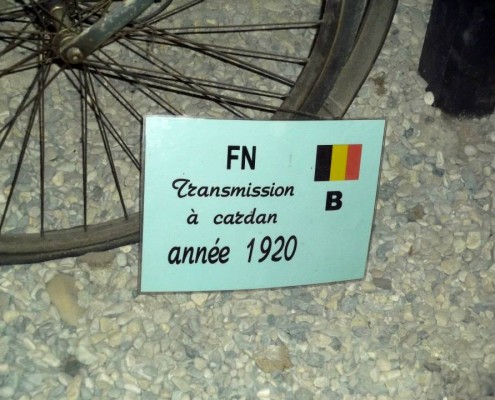 FN
Transmission
à cardan
année 1920
B